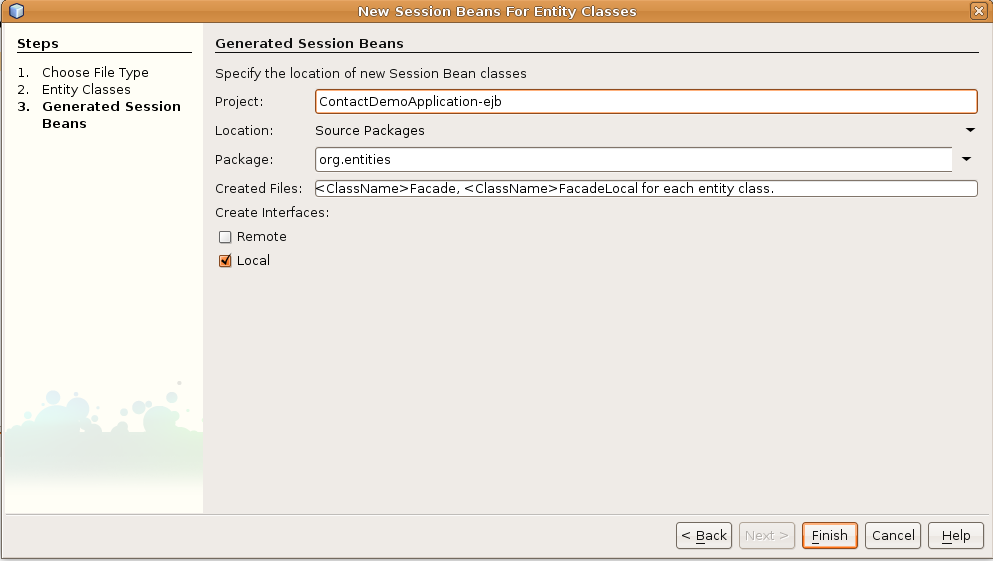 New Session Beans For Entity Classes
Steps
1. Choose File Type
2. Entity Classes
3. Generated Session
Beans
Generated Session Beans
Specify the location of new Session Bean classes
Project: ContactDemoApplication-ejb
Location: Source Packages
Package: org.entities
Created Files: <ClassName>Facade, <ClassName>FacadeLocal for each entity class.
Create Interfaces:
Remote
Local
< Back Next > Finish Cancel Help